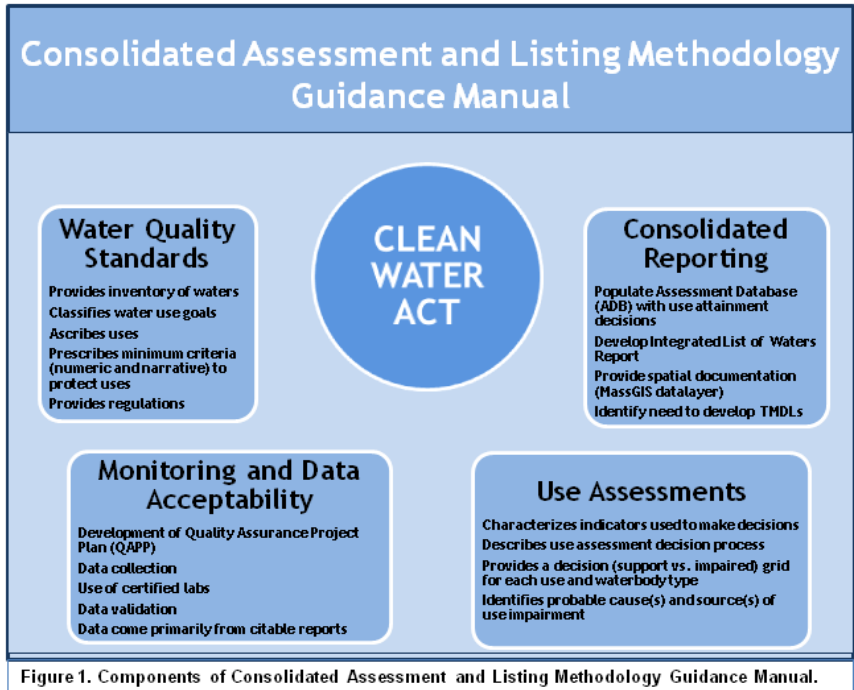 Consolidated Assessment and Listing Methodology
Guidance Manual
CLEAN
WATER
ACT
Water Quality
Standards
Provides inventory of waters
Classifies water use goals
Ascribes uses
Prescribes minimum criteria
(numeric and narrative) to
protect uses
Provides regulations
Consolidated
Reporting
Populate Assessment Database
(ADB) with use attainment
decisions
Develop Integrated List of Waters
Report
Provide spatial documentation
(MassGIS datalayer)
Identify need to develop TMDLs
Monitoring and Data
Acceptability
Development of Quality Assurance Project
Plan (QAPP)
Data collection
Use of certified labs
Data validation
Data come primarily from citable reports
Use Assessments
Characterizes indicators used to make decisions
Describes use assessment decision process
Provides a decision (support vs. impaired) grid
for each use and waterbody type
Identifies probable cause(s) and source(s) of
use impairment
Figure 1. Components of Consolidated Assessment and Listing Methodology Guidance Manual.